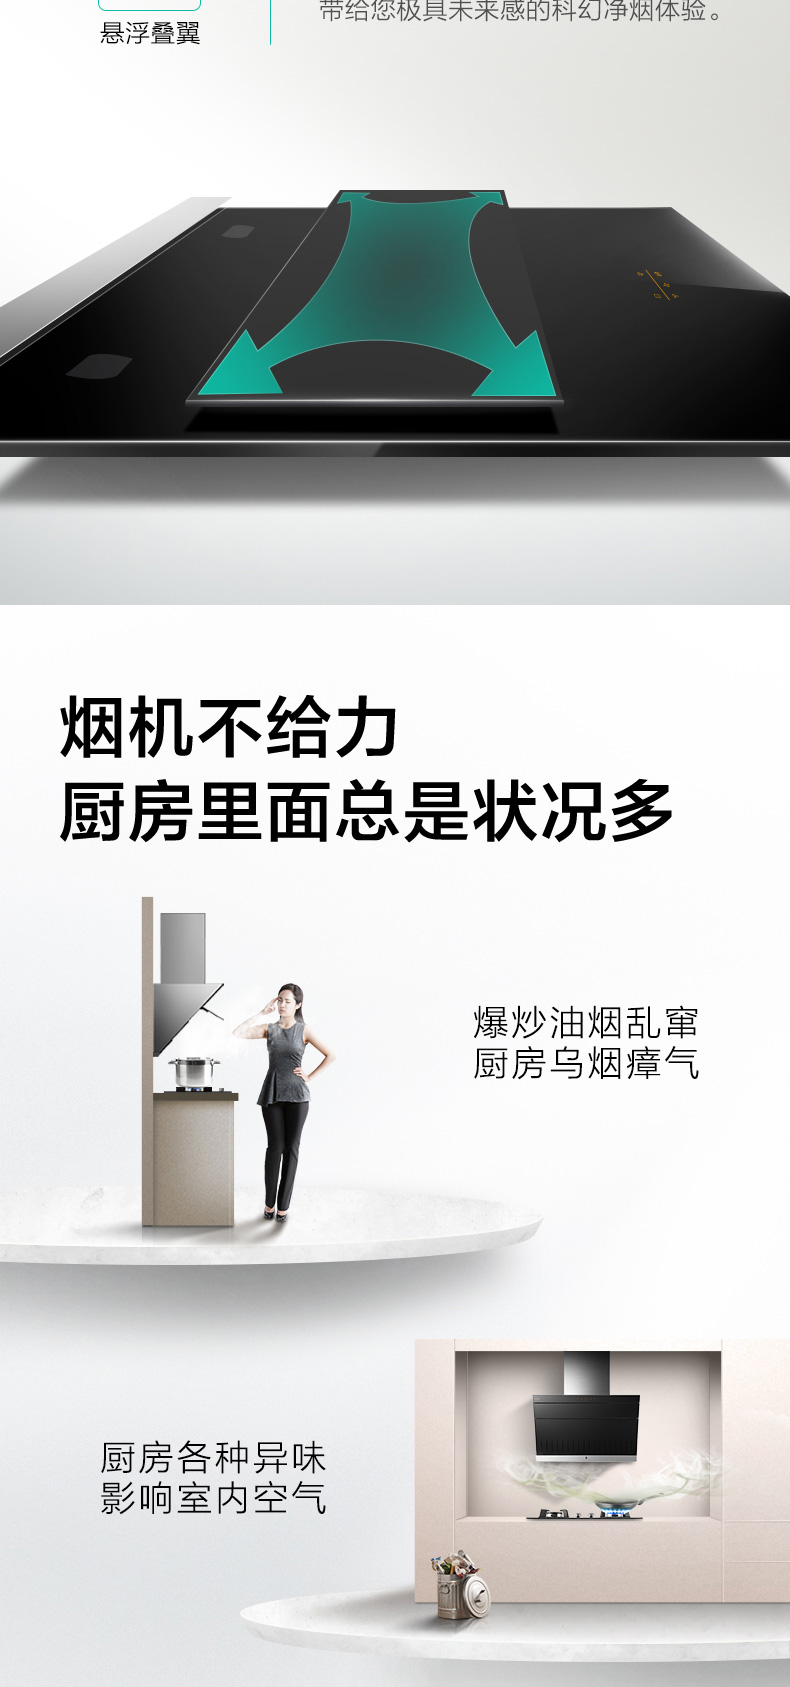 带给您极具未来感的科幻净烟体验。
悬浮叠翼
烟机不给力
厨房里面总是状况多
爆炒油烟乱窜
厨房乌烟瘴气
厨房各种异味
影响室内空气